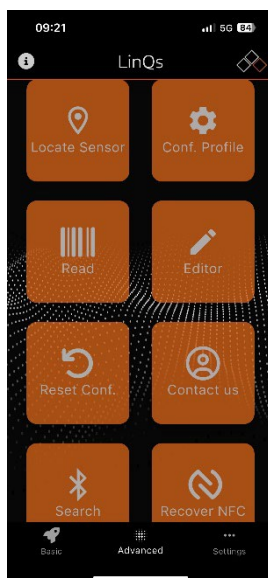 09:21 5G 84
LinQs
Locate Sensor Conf. Profile
Read Editor
Reset Conf. Contact us
Search Recover NFC
Basic Advanced Settings